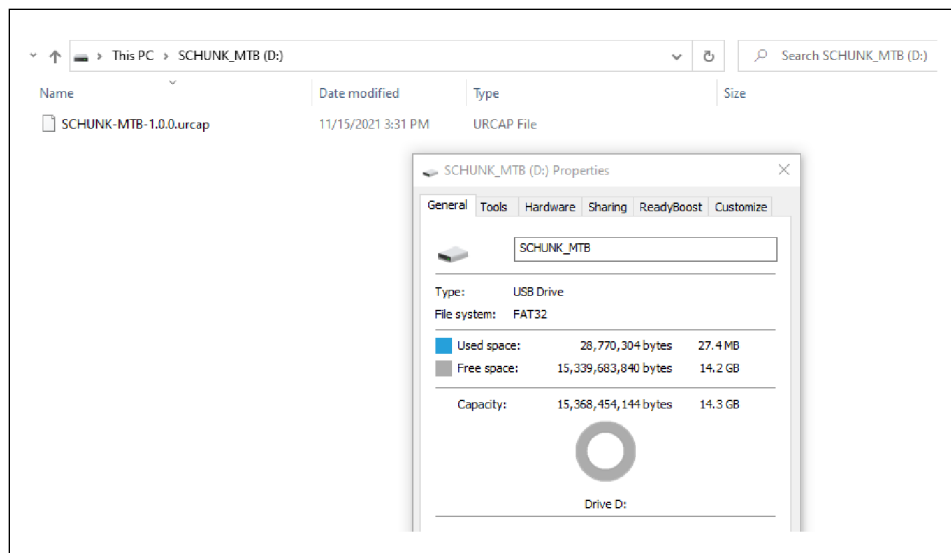 This PC > SCHUNK_MTB (D:)
Search SCHUNK_MTB (D:)
Name Date modified Type Size
SCHUNK-MTB-1.0.0.urcap 11/15/2021 3:31 PM URCAP File
SCHUNK_MTB (D:) Properties
General Tools Hardware Sharing ReadyBoost Customize
SCHUNK_MTB
Type: USB Drive
File system: FAT32
Used space: 28,770,304 bytes 27.4 MB
Free space: 15,339,683,840 bytes 14.2 GB
Capacity: 15,368,454,144 bytes 14.3 GB
Drive D: